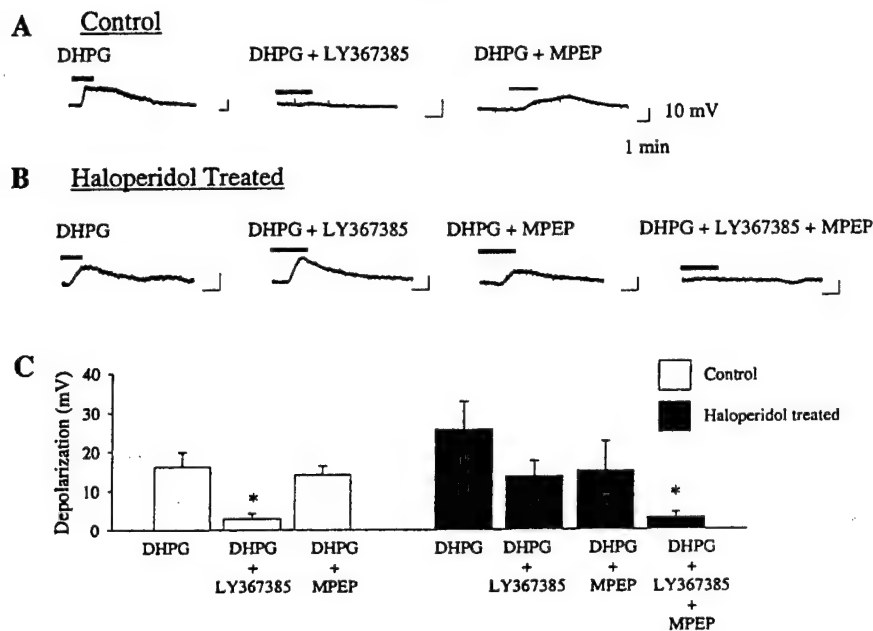 A Control
DHPG DHPG + LY367385 DHPG + MPEP
10 mV
1 min
B Haloperidol Treated
DHPG DHPG + LY367385 DHPG + MPEP DHPG + LY367385 + MPEP
C
Depolarization (mV)
40
30
20
10
0
Control
Haloperidol treated
*
*
DHPG DHPG + LY367385 DHPG + MPEP DHPG DHPG + LY367385 DHPG + MPEP DHPG + LY367385 + MPEP